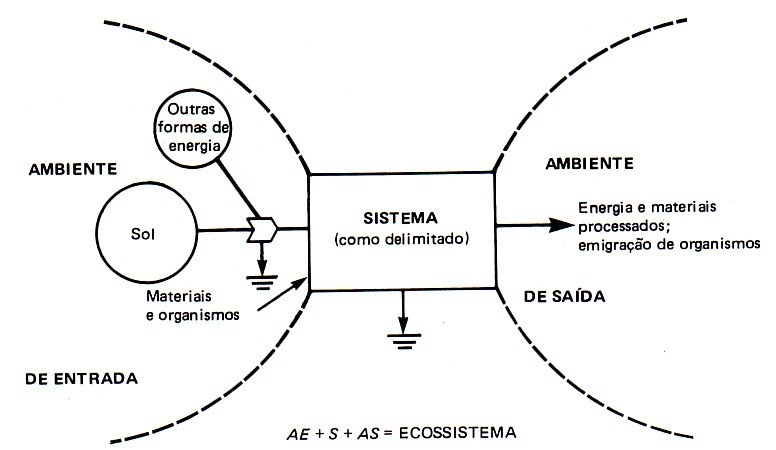 Outras
formas de
energia
AMBIENTE
Sol
Materiais
e organismos
DE ENTRADA
SISTEMA
(como delimitado)
AMBIENTE
Energia e materiais
processados;
emigração de organismos
DE SAÍDA
AE + S + AS = ECOSSISTEMA